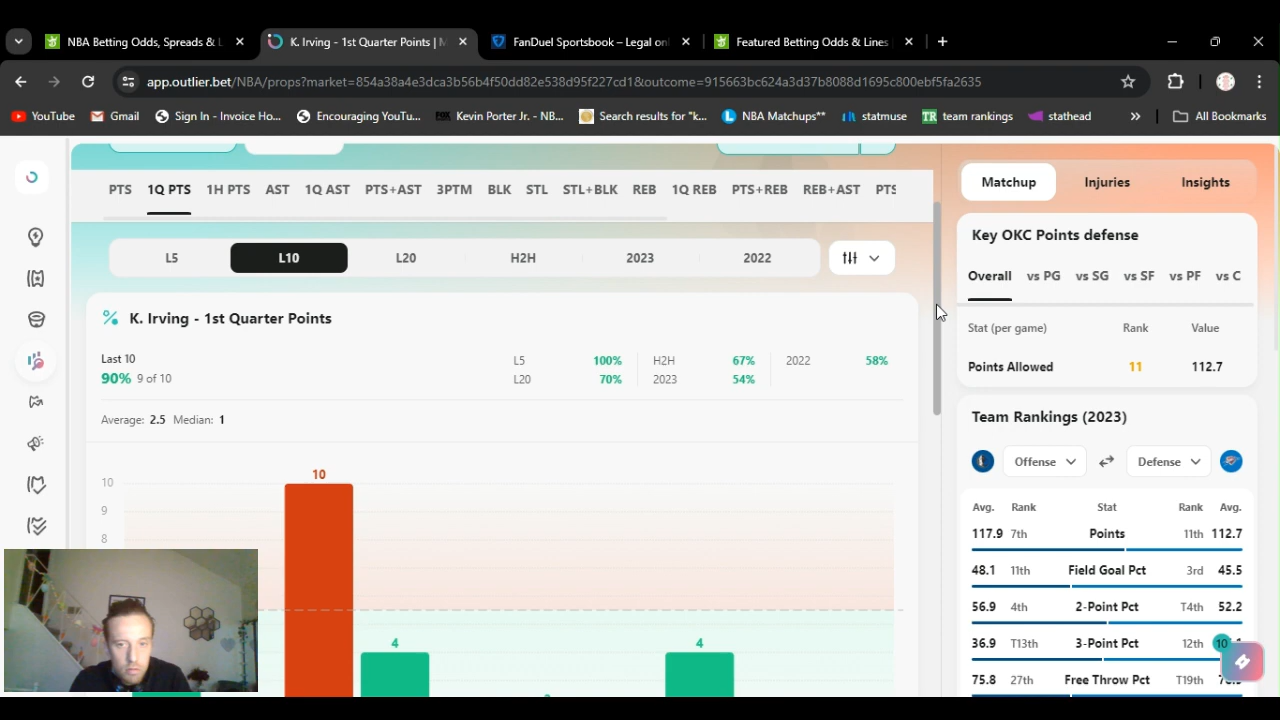 NBA Betting Odds, Spreads & L
K. Irving - 1st Quarter Points | M
FanDuel Sportsbook – Legal onl
Featured Betting Odds & Lines
app.outlier.bet/NBA/props?market=854a38a4e3dca3b56b4f50dd82e538d95f227cd1&outcome=915663bc624a3d37b8088d1695c800ebf5fa2635
YouTube Gmail Sign In - Invoice Ho... Encouraging YouTu... Kevin Porter Jr. - NB... Search results for "k... NBA Matchups** statmuse team rankings stathead » All Bookmarks
PTS 1Q PTS 1H PTS AST 1Q AST PTS+AST 3PTM BLK STL STL+BLK REB 1Q REB PTS+REB REB+AST PTS
L5 L10 L20 H2H 2023 2022
K. Irving - 1st Quarter Points
Last 10
90% 9 of 10
L5 100% H2H 67% 2022 58%
L20 70% 2023 54%
Average: 2.5 Median: 1
10
10
9
8
4
4
Matchup Injuries Insights
Key OKC Points defense
Overall vs PG vs SG vs SF vs PF vs C
Stat (per game) Rank Value
Points Allowed 11 112.7
Team Rankings (2023)
Offense Defense
Avg. Rank Stat Rank Avg.
117.9 7th Points 11th 112.7
48.1 11th Field Goal Pct 3rd 45.5
56.9 4th 2-Point Pct T4th 52.2
36.9 T13th 3-Point Pct 12th
75.8 27th Free Throw Pct T19th